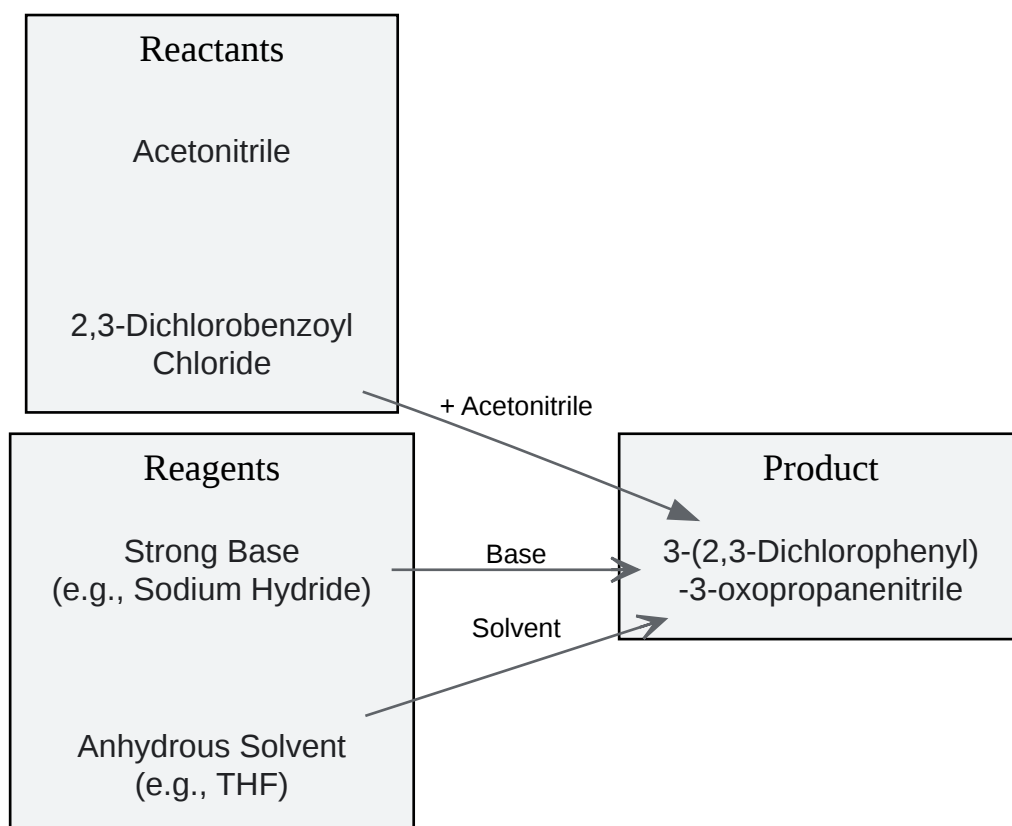 Reactants
Acetonitrile
2,3-Dichlorobenzoyl
Chloride
+ Acetonitrile
Reagents
Strong Base
(e.g., Sodium Hydride)
Anhydrous Solvent
(e.g., THF)
Base
Solvent
Product
3-(2,3-Dichlorophenyl)
-3-oxopropanenitrile